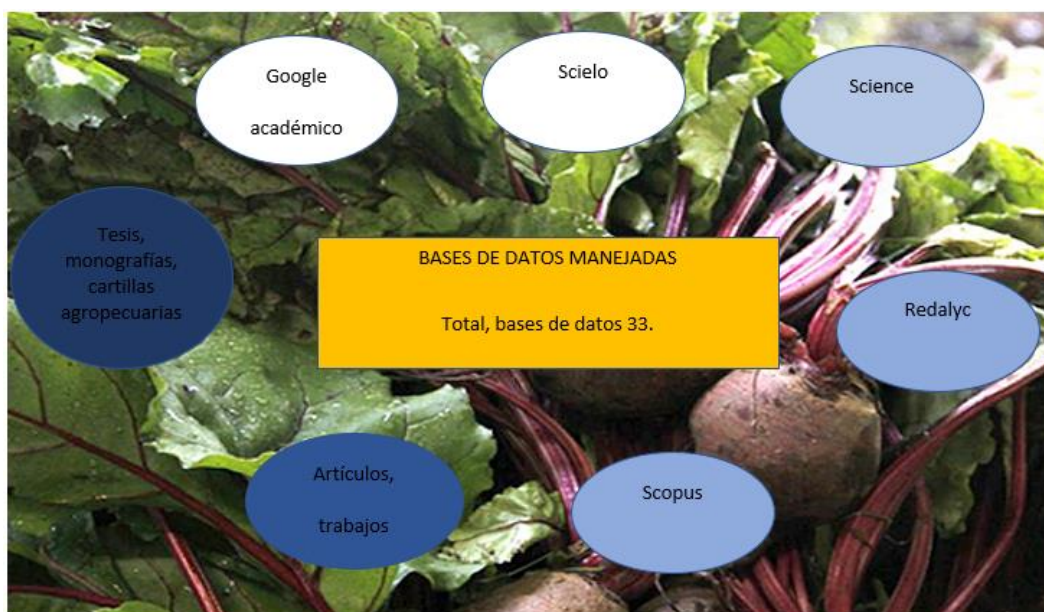 Google
académico
Scielo
Science
Tesis,
monografías,
cartillas
agropecuarias
BASES DE DATOS MANEJADAS
Total, bases de datos 33.
Redalyc
Artículos,
trabajos
Scopus